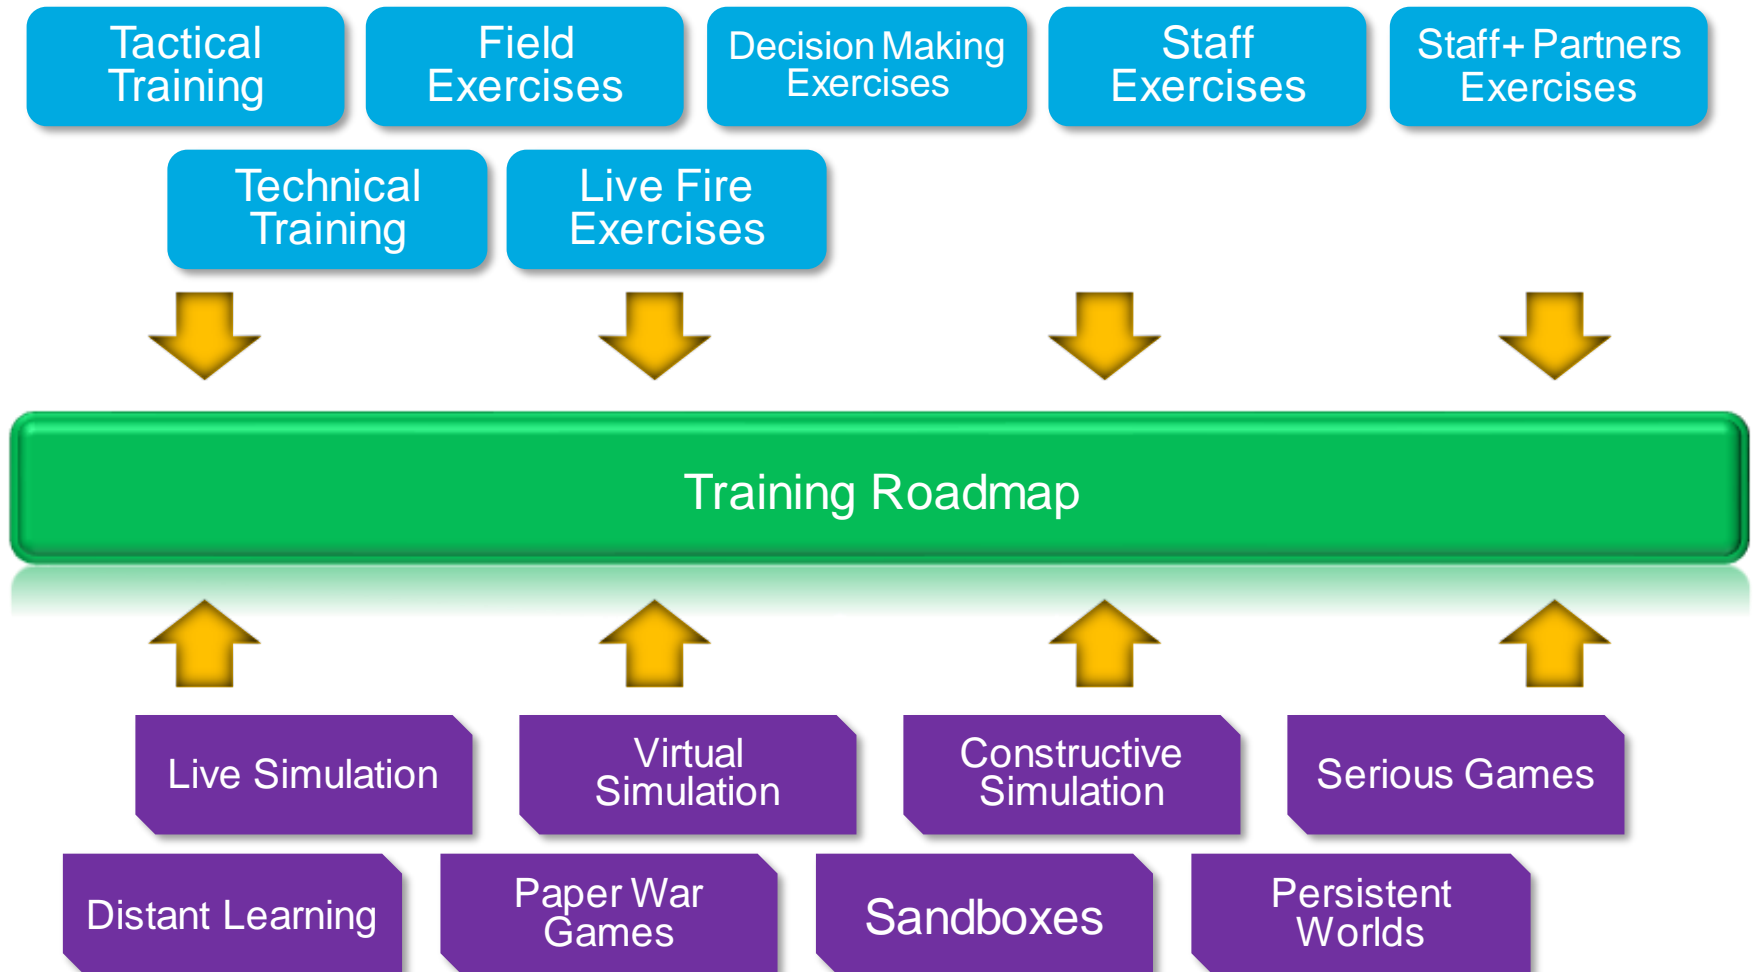 Tactical
Training
Field
Exercises
Decision Making
Exercises
Staff
Exercises
Staff+ Partners
Exercises
Technical
Training
Live Fire
Exercises
Training Roadmap
Live Simulation
Virtual
Simulation
Constructive
Simulation
Serious Games
Distant Learning
Paper War
Games
Sandboxes
Persistent
Worlds